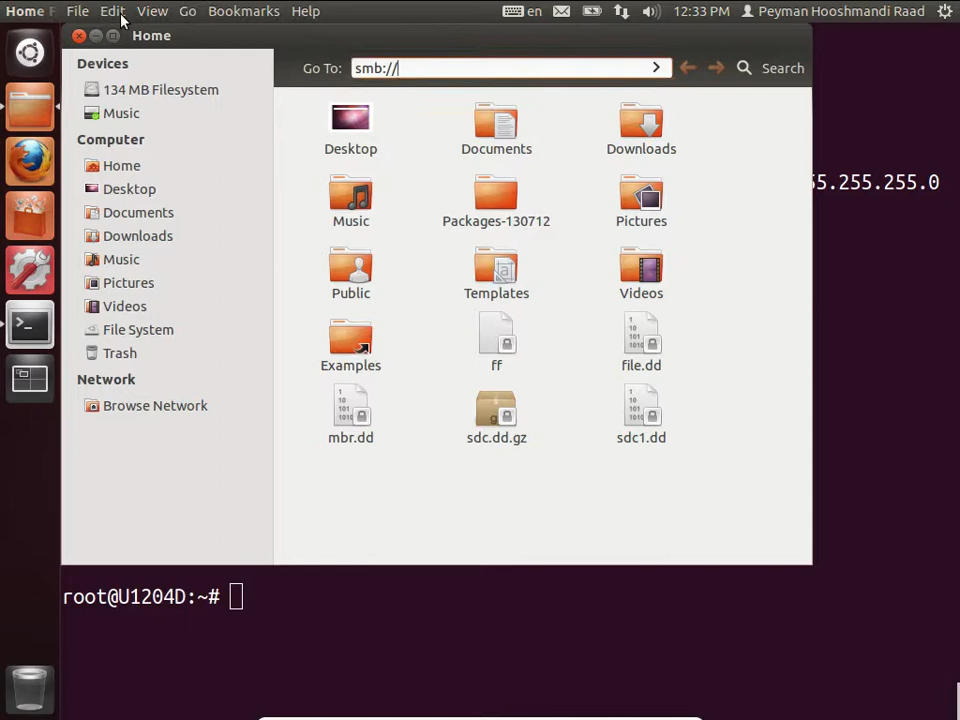 Home File Edit View Go Bookmarks Help en 12:33 PM Peyman Hooshmandi Raad
Home
Devices
134 MB Filesystem
Music
Computer
Home
Desktop
Documents
Downloads
Music
Pictures
Videos
File System
Trash
Network
Browse Network
Go To: smb:// Search
Desktop Documents Downloads
Music Packages-130712 Pictures
Public Templates Videos
Examples ff file.dd
mbr.dd sdc.dd.gz sdc1.dd
55.255.255.0
root@U1204D:~#